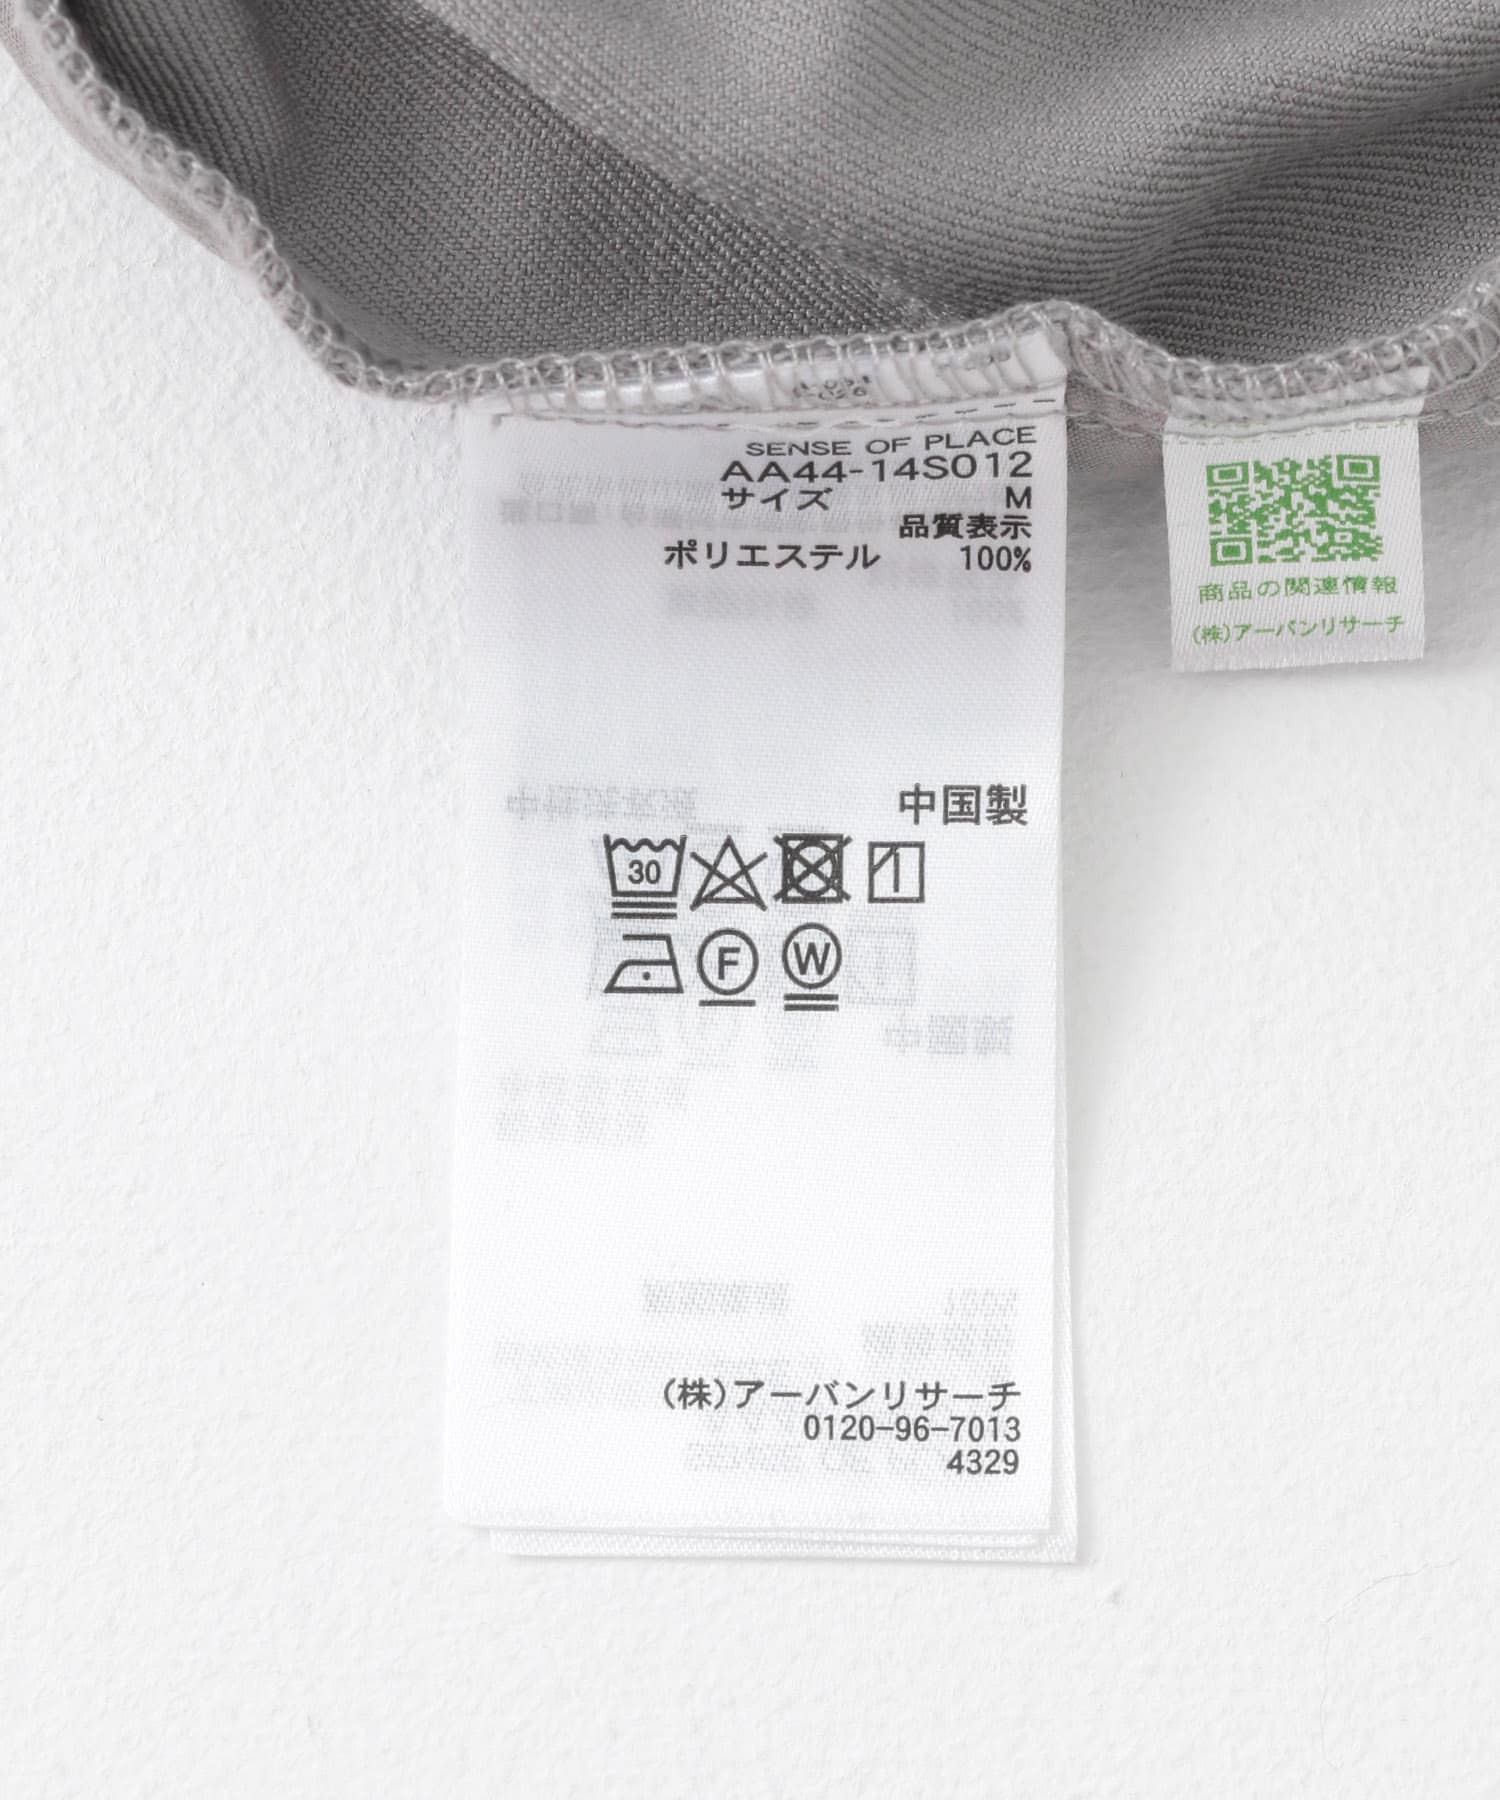 SENSE OF PLACE
AA44-14S012
サイズ M
品質表示
ポリエステル 100%
中国製
30
F W
(株)アーバンリサーチ
0120-96-7013
4329
商品の関連情報
(株)アーバンリサーチ